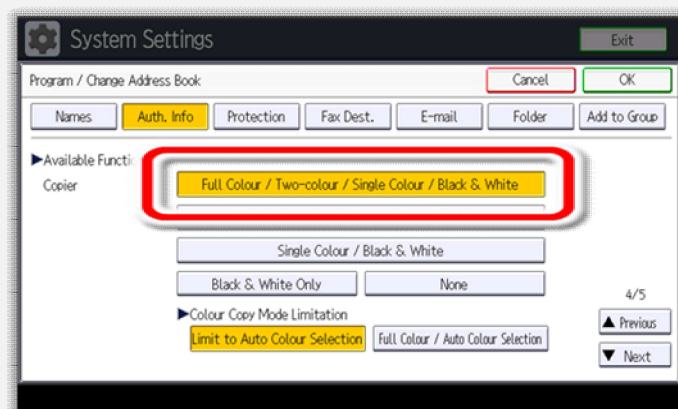 System Settings Exit
Program / Change Address Book Cancel OK
Names Auth. Info Protection Fax Dest. E-mail Folder Add to Group
▶Available Functi
Copier Full Colour / Two-colour / Single Colour / Black & White
Single Colour / Black & White
Black & White Only None
4/5
▶Colour Copy Mode Limitation
▲ Previous
Limit to Auto Colour Selection Full Colour / Auto Colour Selection
▼ Next